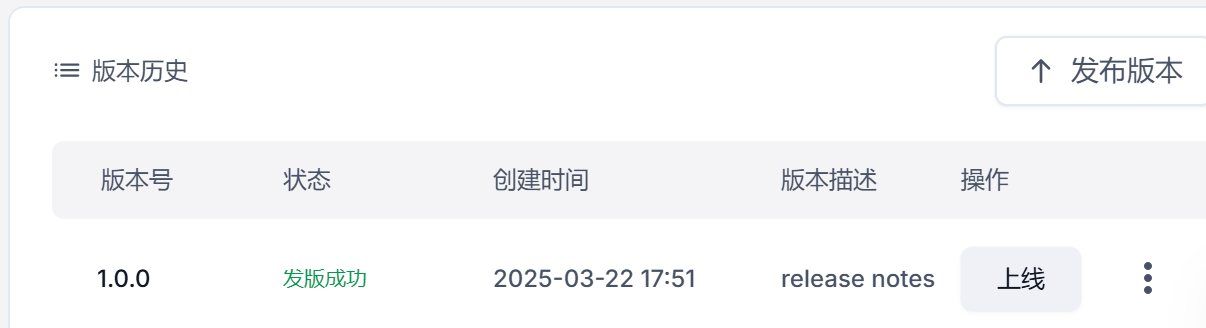 版本历史 发布版本
版本号 状态 创建时间 版本描述 操作
1.0.0 发版成功 2025-03-22 17:51 release notes 上线